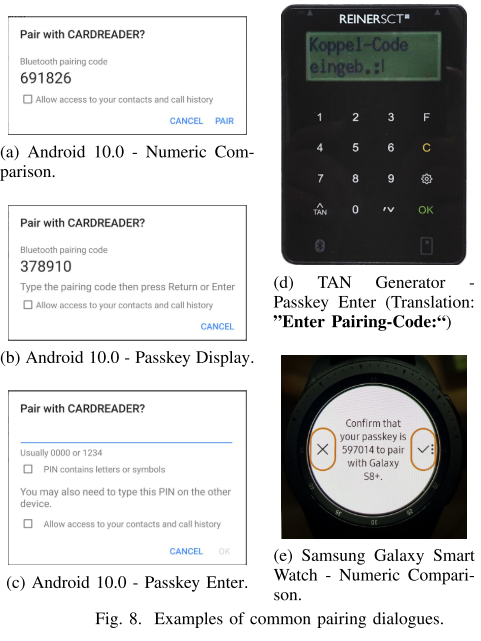 Pair with CARDREADER?
Bluetooth pairing code
691826
Allow access to your contacts and call history
CANCEL PAIR
(a) Android 10.0 - Numeric Com-
parison.
Pair with CARDREADER?
Bluetooth pairing code
378910
Type the pairing code then press Return or Enter
Allow access to your contacts and call history
CANCEL
(b) Android 10.0 - Passkey Display.
Pair with CARDREADER?
Usually 0000 or 1234
PIN contains letters or symbols
You may also need to type this PIN on the other
device.
Allow access to your contacts and call history
CANCEL OK
(c) Android 10.0 - Passkey Enter.
REINERSCT
Koppel-Code
eingeb.:
1 2 3 F
4 5 6 C
7 8 9
TAN 0 OK
(d) TAN Generator -
Passkey Enter (Translation:
”Enter Pairing-Code:“)
Confirm that
your passkey is
597014 to pair
with Galaxy
S8+.
(e) Samsung Galaxy Smart
Watch - Numeric Compari-
son.
Fig. 8. Examples of common pairing dialogues.